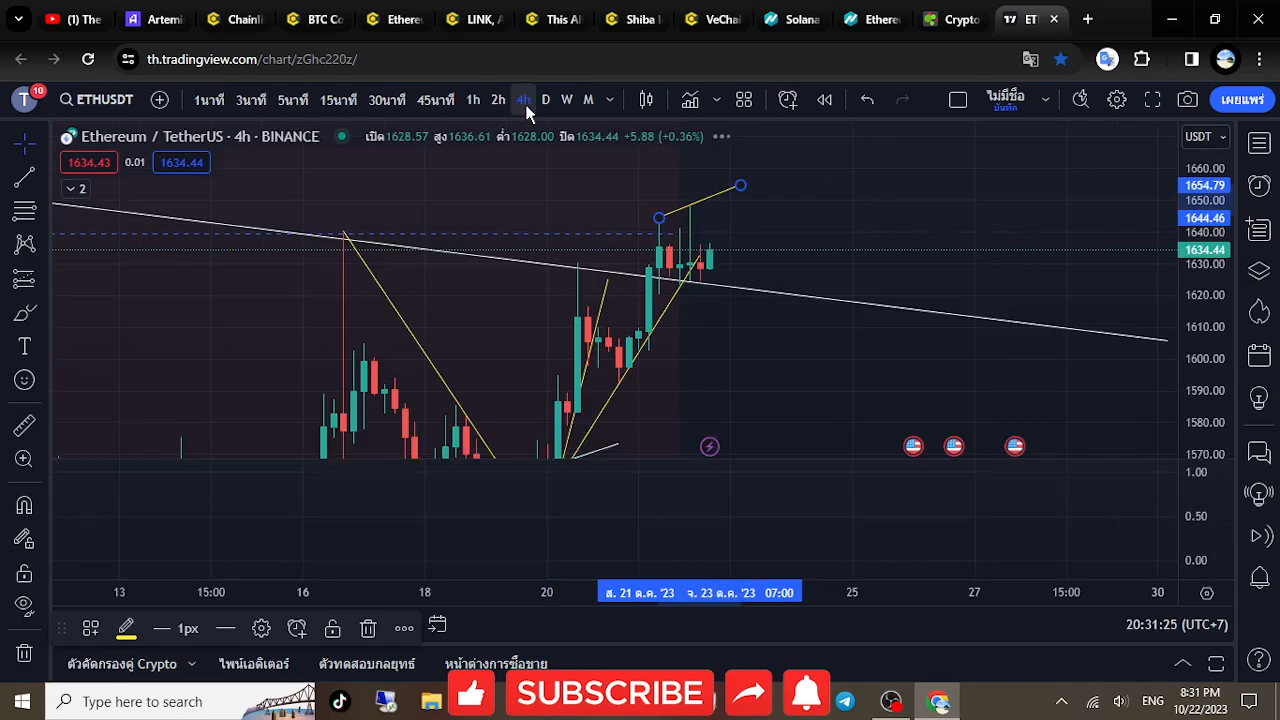 The
Artemi
Chainli
BTC Co
Ethere
LINK, A
This Al
Shiba I
VeChai
Solana
Ethere
Crypto
ET
th.tradingview.com/chart/zGhc220z/
T
10
ETHUSDT
1นาที
3นาที
5นาที
15นาที
30นาที
45นาที
1h
2h
4h
D
W
M
ไม่มีชื่อ
บันทึก
เผยแพร่
Ethereum / TetherUS · 4h · BINANCE
เปิด1628.57 สูง1636.61 ต่ำ1628.00 ปิด1634.44 +5.88 (+0.36%)
USDT
1634.43
0.01
1634.44
2
1660.00
1654.79
1650.00
1644.46
1640.00
1634.44
1630.00
1620.00
1610.00
1600.00
1590.00
1580.00
1570.00
1.00
0.50
0.00
13
15:00
16
18
20
ส. 21 ต.ค. '23
จ. 23 ต.ค. '23
07:00
25
27
15:00
30
1px
20:31:25 (UTC+7)
ตัวคัดกรองคู่ Crypto
ไพน์เอดิเตอร์
ตัวทดสอบกลยุทธ์
หน้าต่างการซื้อขาย
SUBSCRIBE
Type here to search
ENG
8:31 PM
10/22/2023